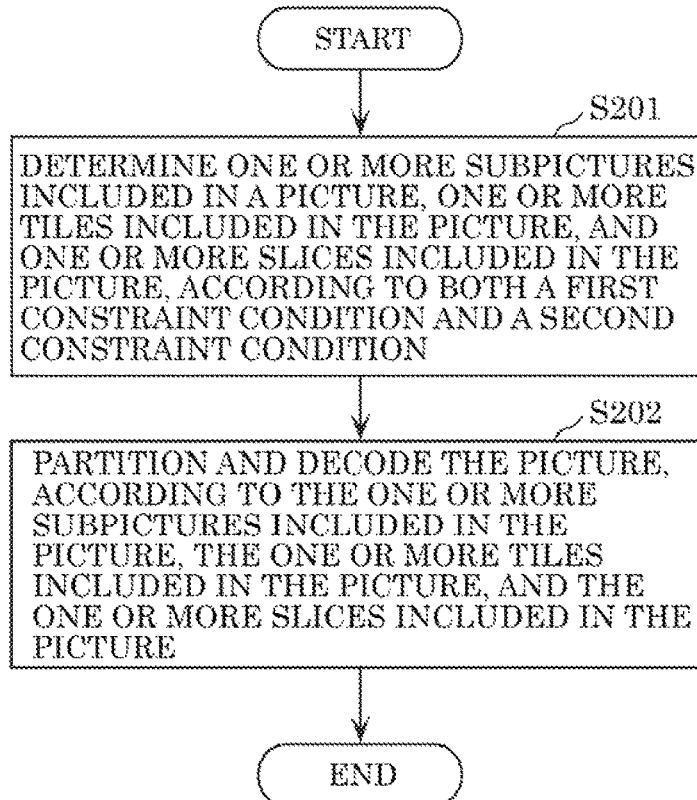 START
S201
DETERMINE ONE OR MORE SUBPICTURES
INCLUDED IN A PICTURE, ONE OR MORE
TILES INCLUDED IN THE PICTURE, AND
ONE OR MORE SLICES INCLUDED IN THE
PICTURE, ACCORDING TO BOTH A FIRST
CONSTRAINT CONDITION AND A SECOND
CONSTRAINT CONDITION
S202
PARTITION AND DECODE THE PICTURE,
ACCORDING TO THE ONE OR MORE
SUBPICTURES INCLUDED IN THE
PICTURE, THE ONE OR MORE TILES
INCLUDED IN THE PICTURE, AND THE
ONE OR MORE SLICES INCLUDED IN THE
PICTURE
END